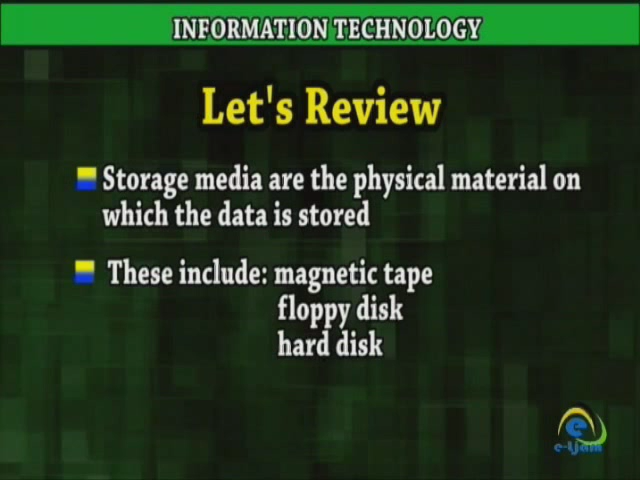 INFORMATION TECHNOLOGY
Let's Review
Storage media are the physical material on
which the data is stored
These include: magnetic tape
floppy disk
hard disk
e
e-Ljam